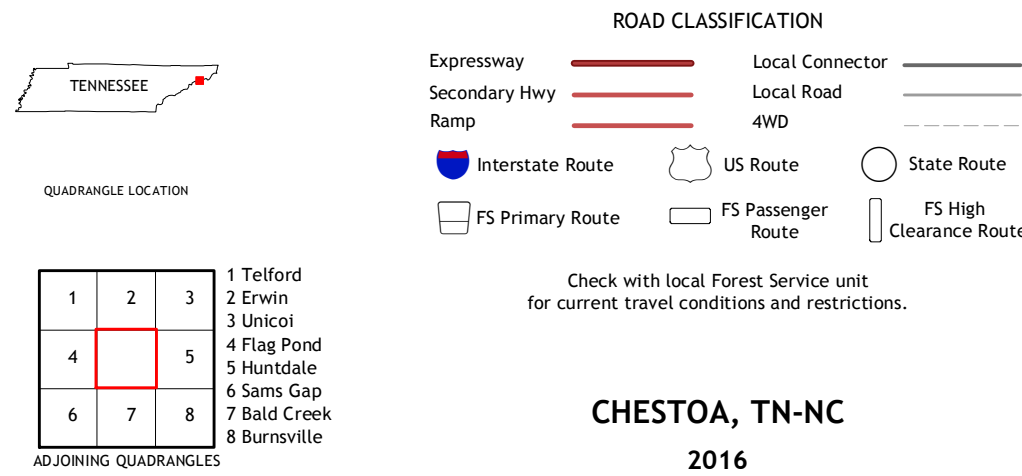 TENNESSEE
QUADRANGLE LOCATION
1 2 3
4 5
6 7 8
1 Telford
2 Erwin
3 Unicoi
4 Flag Pond
5 Huntdale
6 Sams Gap
7 Bald Creek
8 Burnsville
ADJOINING QUADRANGLES
ROAD CLASSIFICATION
Expressway
Secondary Hwy
Ramp
Local Connector
Local Road
4WD
Interstate Route
US Route
State Route
FS Primary Route
FS Passenger
Route
FS High
Clearance Route
Check with local Forest Service unit
for current travel conditions and restrictions.
CHESTOA, TN-NC
2016